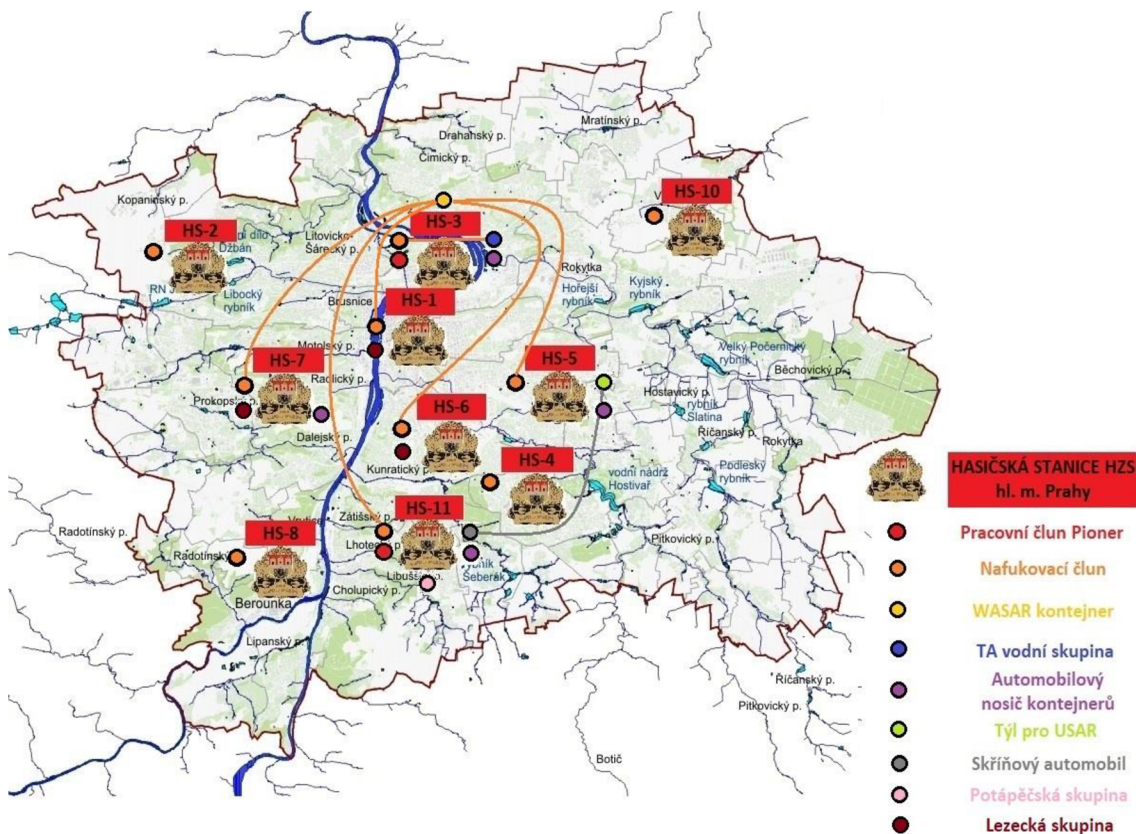 Mratínský p.
Drahanský p.
Čimický p.
Kopaninský p.
HS-10
HS-2
HS-3
Litovicko-
Šárecký p.
Džbán
Rokytka
RN J
Libocký
rybník
Brusnice
HS-1
Hořejší
rybník
Kyjský
rybník
Motolský p.
Velký Počernický
rybník
Běchovický p.
HS-7
Radlický p.
HS-5
Prokopský p.
Hostavický p.
rybník
Slatina
HS-6
Dalejský p.
Říčanský p.
Rokytka
Kunratický p.
HS-4
vodní nádrž
Hostivař
Podleský
rybník
HS-11
Zátišský p.
Radotínský p.
HS-8
Radotínský
Pitkovický p.
rybník
Šeberák
Cholupický p.
Berounka
Lipanský p.
Říčanský p.
Pitkovický p.
Botič
HASIČSKÁ STANICE HZS
hl. m. Prahy
Pracovní člun Pioner
Nafukovací člun
WASAR kontejner
TA vodní skupina
Automobilový
nosič kontejnerů
Týl pro USAR
Skříňový automobil
Potápěčská skupina
Lezecká skupina